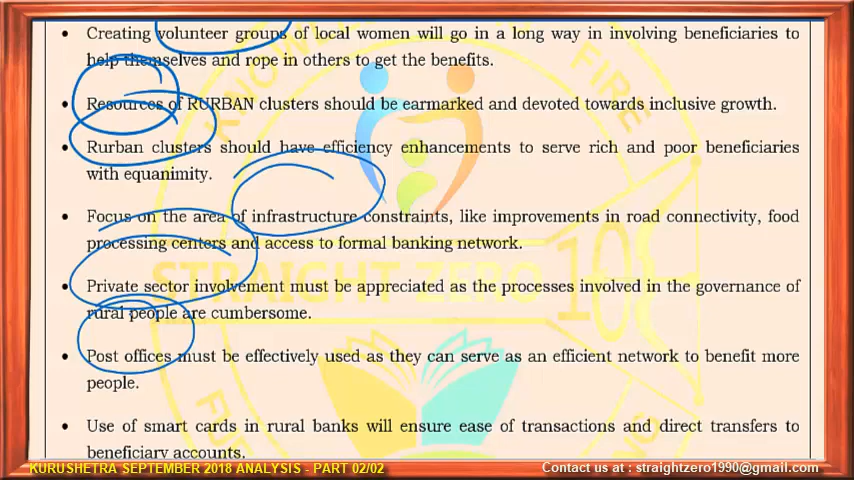 • Creating volunteer groups of local women will go in a long way in involving beneficiaries to
help themselves and rope in others to get the benefits.
• Resources of RURBAN clusters should be earmarked and devoted towards inclusive growth.
• Rurban clusters should have efficiency enhancements to serve rich and poor beneficiaries
with equanimity.
• Focus on the area of infrastructure constraints, like improvements in road connectivity, food
processing centers and access to formal banking network.
• Private sector involvement must be appreciated as the processes involved in the governance of
rural people are cumbersome.
• Post offices must be effectively used as they can serve as an efficient network to benefit more
people.
• Use of smart cards in rural banks will ensure ease of transactions and direct transfers to
beneficiary accounts.
STRAIGHT ZERO
FIRE
KURUSHETRA SEPTEMBER 2018 ANALYSIS - PART 02/02
Contact us at : straightzero1990@gmail.com